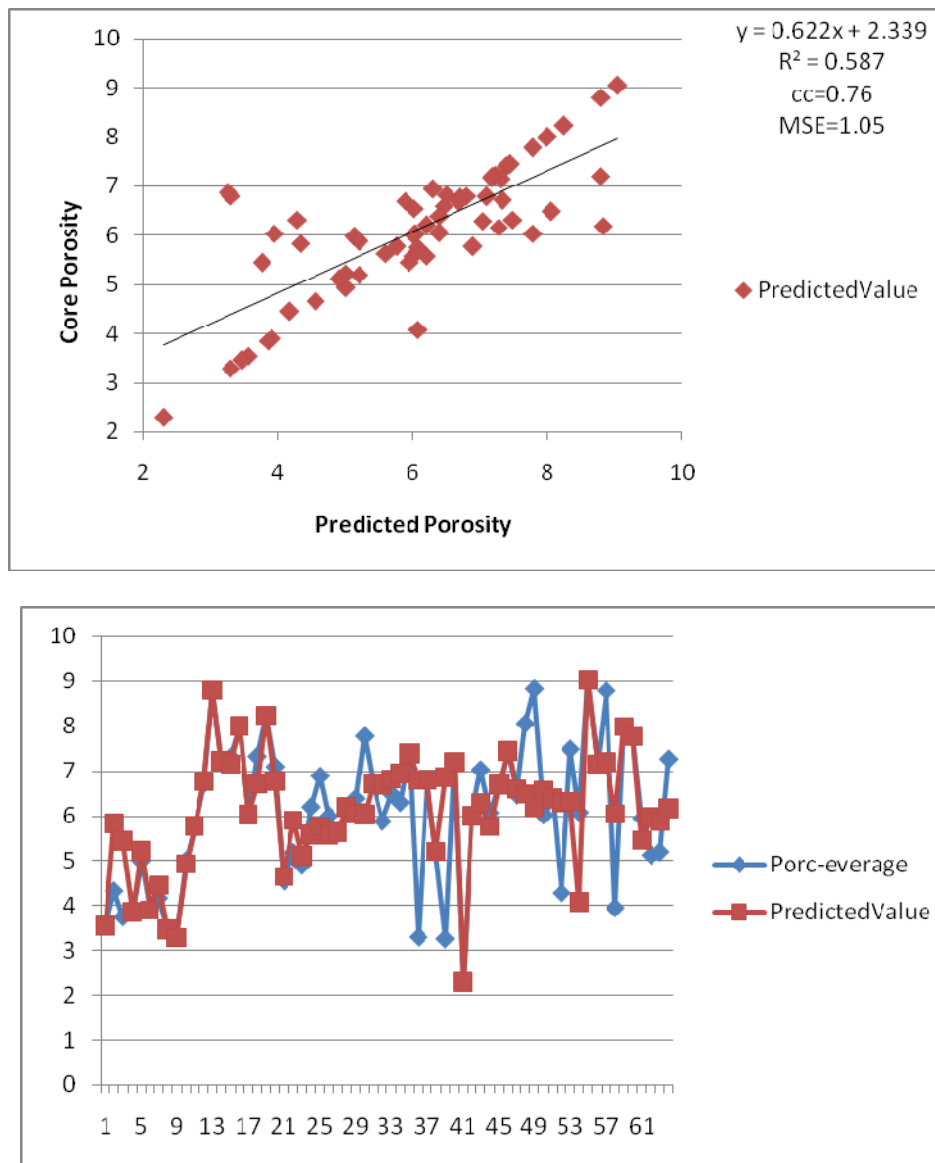 y = 0.622x + 2.339
R² = 0.587
cc=0.76
MSE=1.05
10
9
8
7
6
5
4
3
2
Core Porosity
2 4 6 8 10
Predicted Porosity
PredictedValue
10
9
8
7
6
5
4
3
2
1
0
1 5 9 13 17 21 25 29 33 37 41 45 49 53 57 61
Porc-everage
PredictedValue